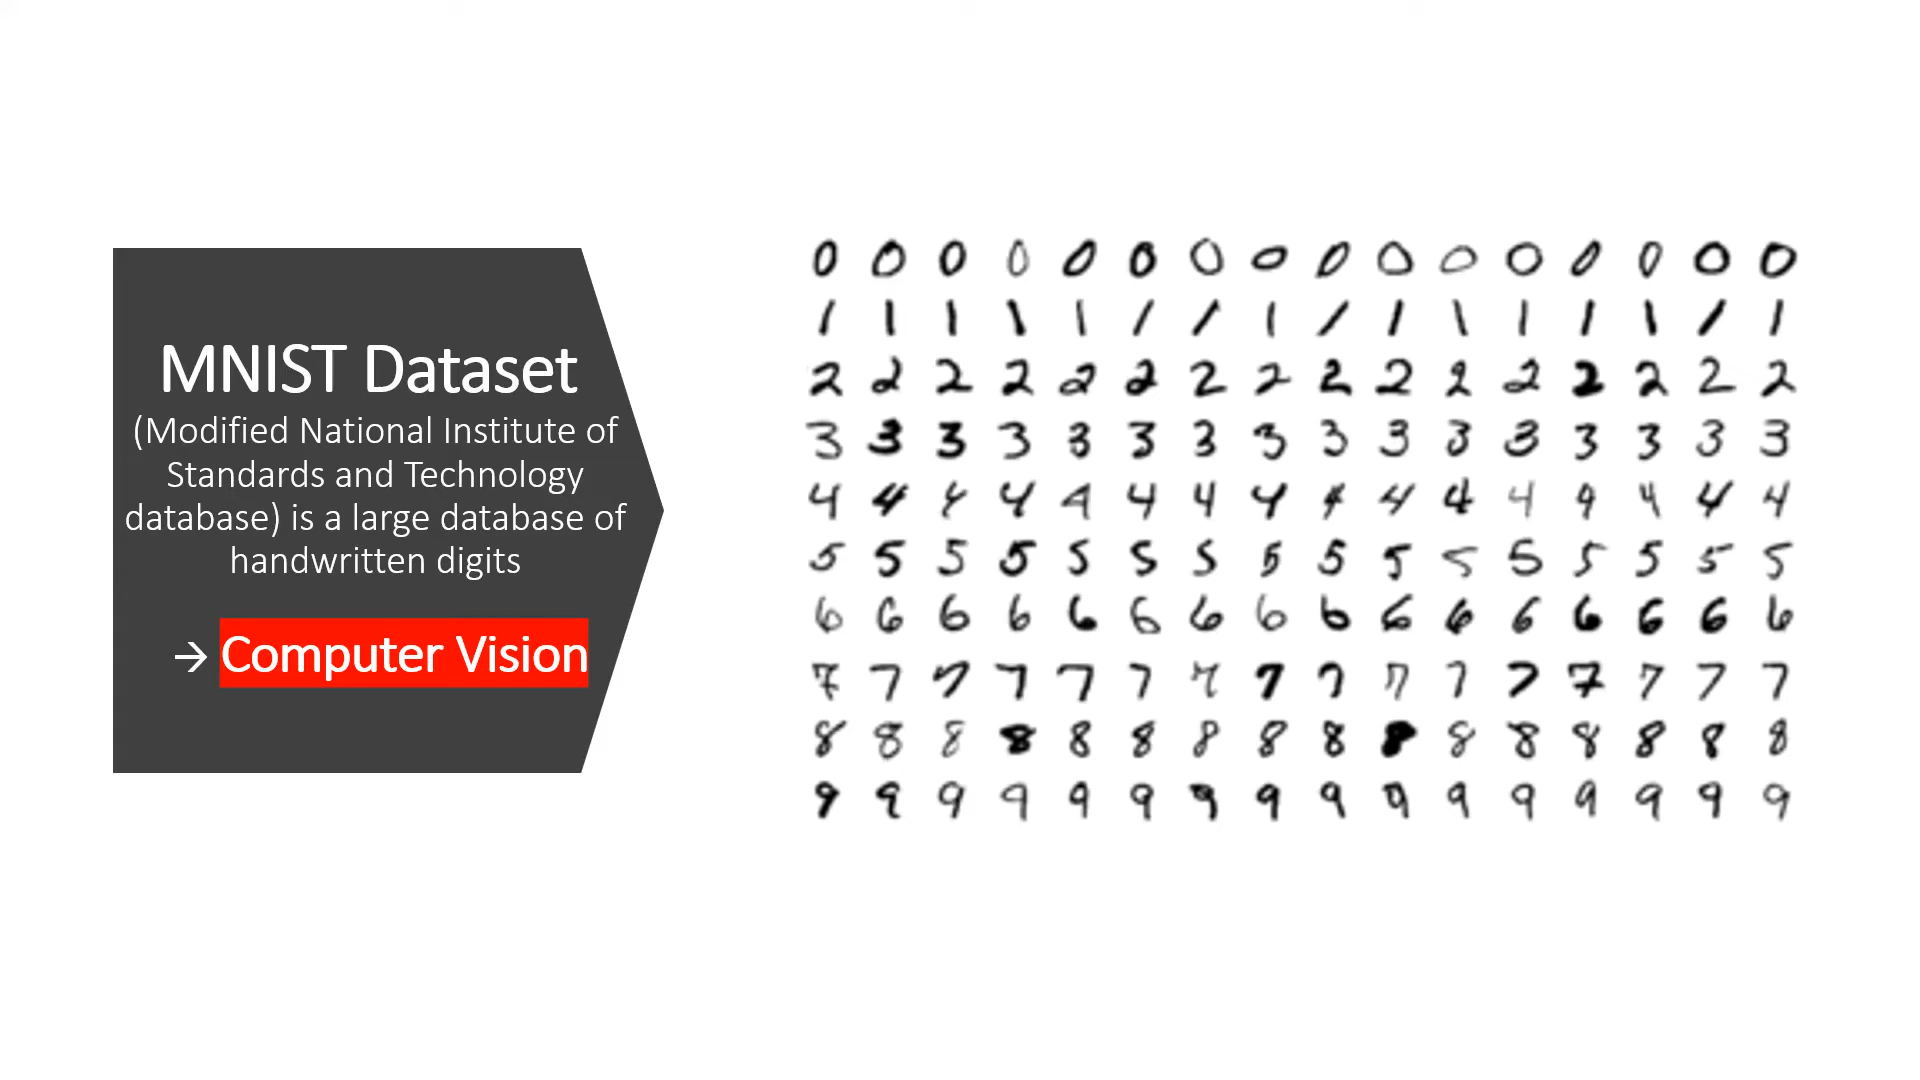 MNIST Dataset
(Modified National Institute of
Standards and Technology
database) is a large database of
handwritten digits
→ Computer Vision
0 0 0 0 0 0 0 0 0 0 0 0 0 0 0 0
1 1 1 1 1 1 1 1 1 1 1 1 1 1 1 1
2 2 2 2 2 2 2 2 2 2 2 2 2 2 2 2
3 3 3 3 3 3 3 3 3 3 3 3 3 3 3 3
4 4 4 4 4 4 4 4 4 4 4 4 4 4 4 4
5 5 5 5 5 5 5 5 5 5 5 5 5 5 5 5
6 6 6 6 6 6 6 6 6 6 6 6 6 6 6 6
7 7 7 7 7 7 7 7 7 7 7 7 7 7 7 7
8 8 8 8 8 8 8 8 8 8 8 8 8 8 8 8
9 9 9 9 9 9 9 9 9 9 9 9 9 9 9 9